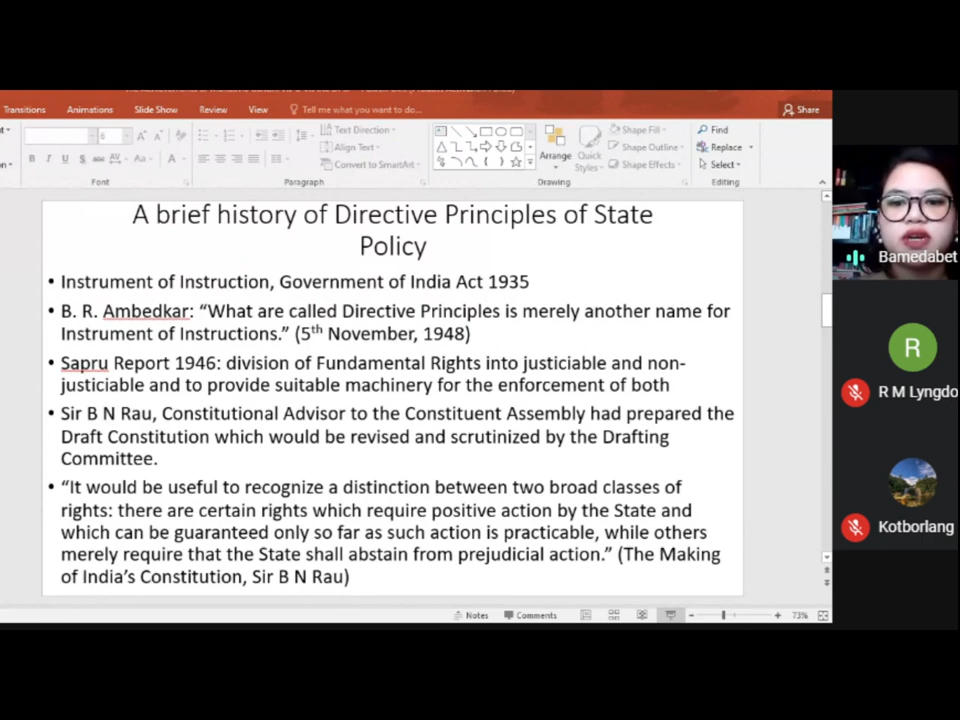 Transitions Animations Slide Show Review View Tell me what you want to do... Share
6
Text Direction
Align Text
Convert to SmartArt
Arrange
Quick
Styles
Shape Fill
Shape Outline
Shape Effects
Find
Replace
Select
Font Paragraph Drawing Editing
A brief history of Directive Principles of State
Policy
• Instrument of Instruction, Government of India Act 1935
• B. R. Ambedkar: “What are called Directive Principles is merely another name for
Instrument of Instructions.” (5th November, 1948)
• Sapru Report 1946: division of Fundamental Rights into justiciable and non-
justiciable and to provide suitable machinery for the enforcement of both
• Sir B N Rau, Constitutional Advisor to the Constituent Assembly had prepared the
Draft Constitution which would be revised and scrutinized by the Drafting
Committee.
• “It would be useful to recognize a distinction between two broad classes of
rights: there are certain rights which require positive action by the State and
which can be guaranteed only so far as such action is practicable, while others
merely require that the State shall abstain from prejudicial action.” (The Making
of India’s Constitution, Sir B N Rau)
Notes Comments 73%
Bamedabet
R
R M Lyngdo
Kotborlang